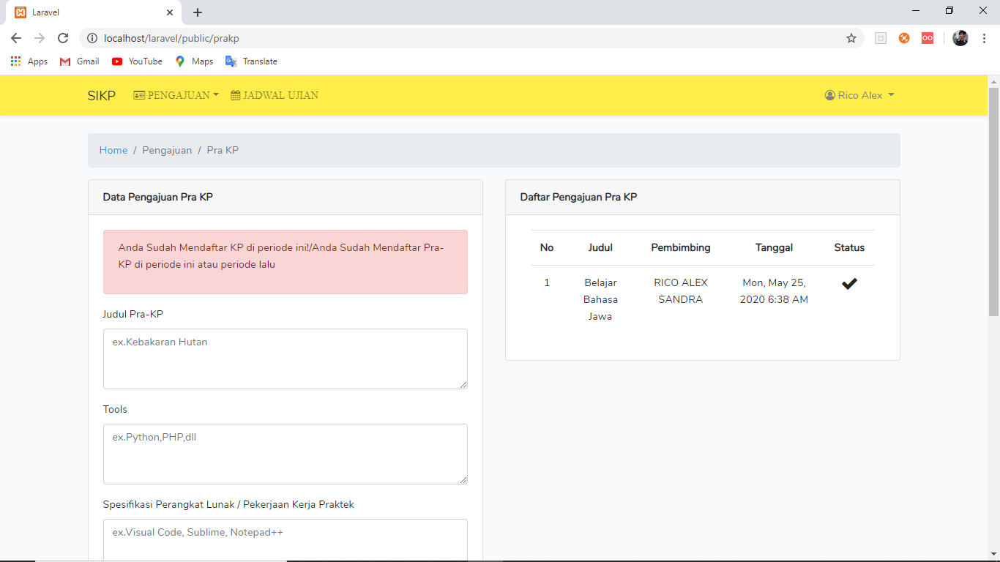 Laravel
localhost/laravel/public/prakp
Apps Gmail YouTube Maps Translate
SIKP PENGAJUAN JADWAL UJIAN Rico Alex
Home / Pengajuan / Pra KP
Data Pengajuan Pra KP
Anda Sudah Mendaftar KP di periode ini!/Anda Sudah Mendaftar Pra-
KP di periode ini atau periode lalu
Judul Pra-KP
ex.Kebakaran Hutan
Tools
ex.Python,PHP,dll
Spesifikasi Perangkat Lunak / Pekerjaan Kerja Praktek
ex.Visual Code, Sublime, Notepad++
Daftar Pengajuan Pra KP
No Judul Pembimbing Tanggal Status
1 Belajar RICO ALEX Mon, May 25,
Bahasa SANDRA 2020 6:38 AM
Jawa